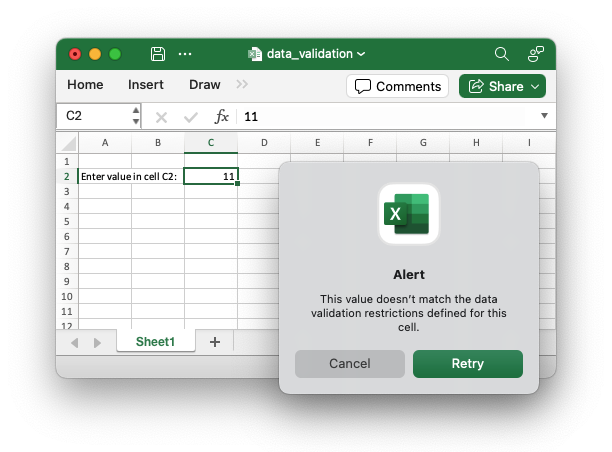 data_validation
Home Insert Draw Comments Share
C2 fx 11
A B C D E F G H I
1
2 Enter value in cell C2: 11
3
4
5
6
7
8
9
10
11
12
X
Alert
This value doesn't match the data
validation restrictions defined for this
cell.
Cancel Retry
Sheet1 +